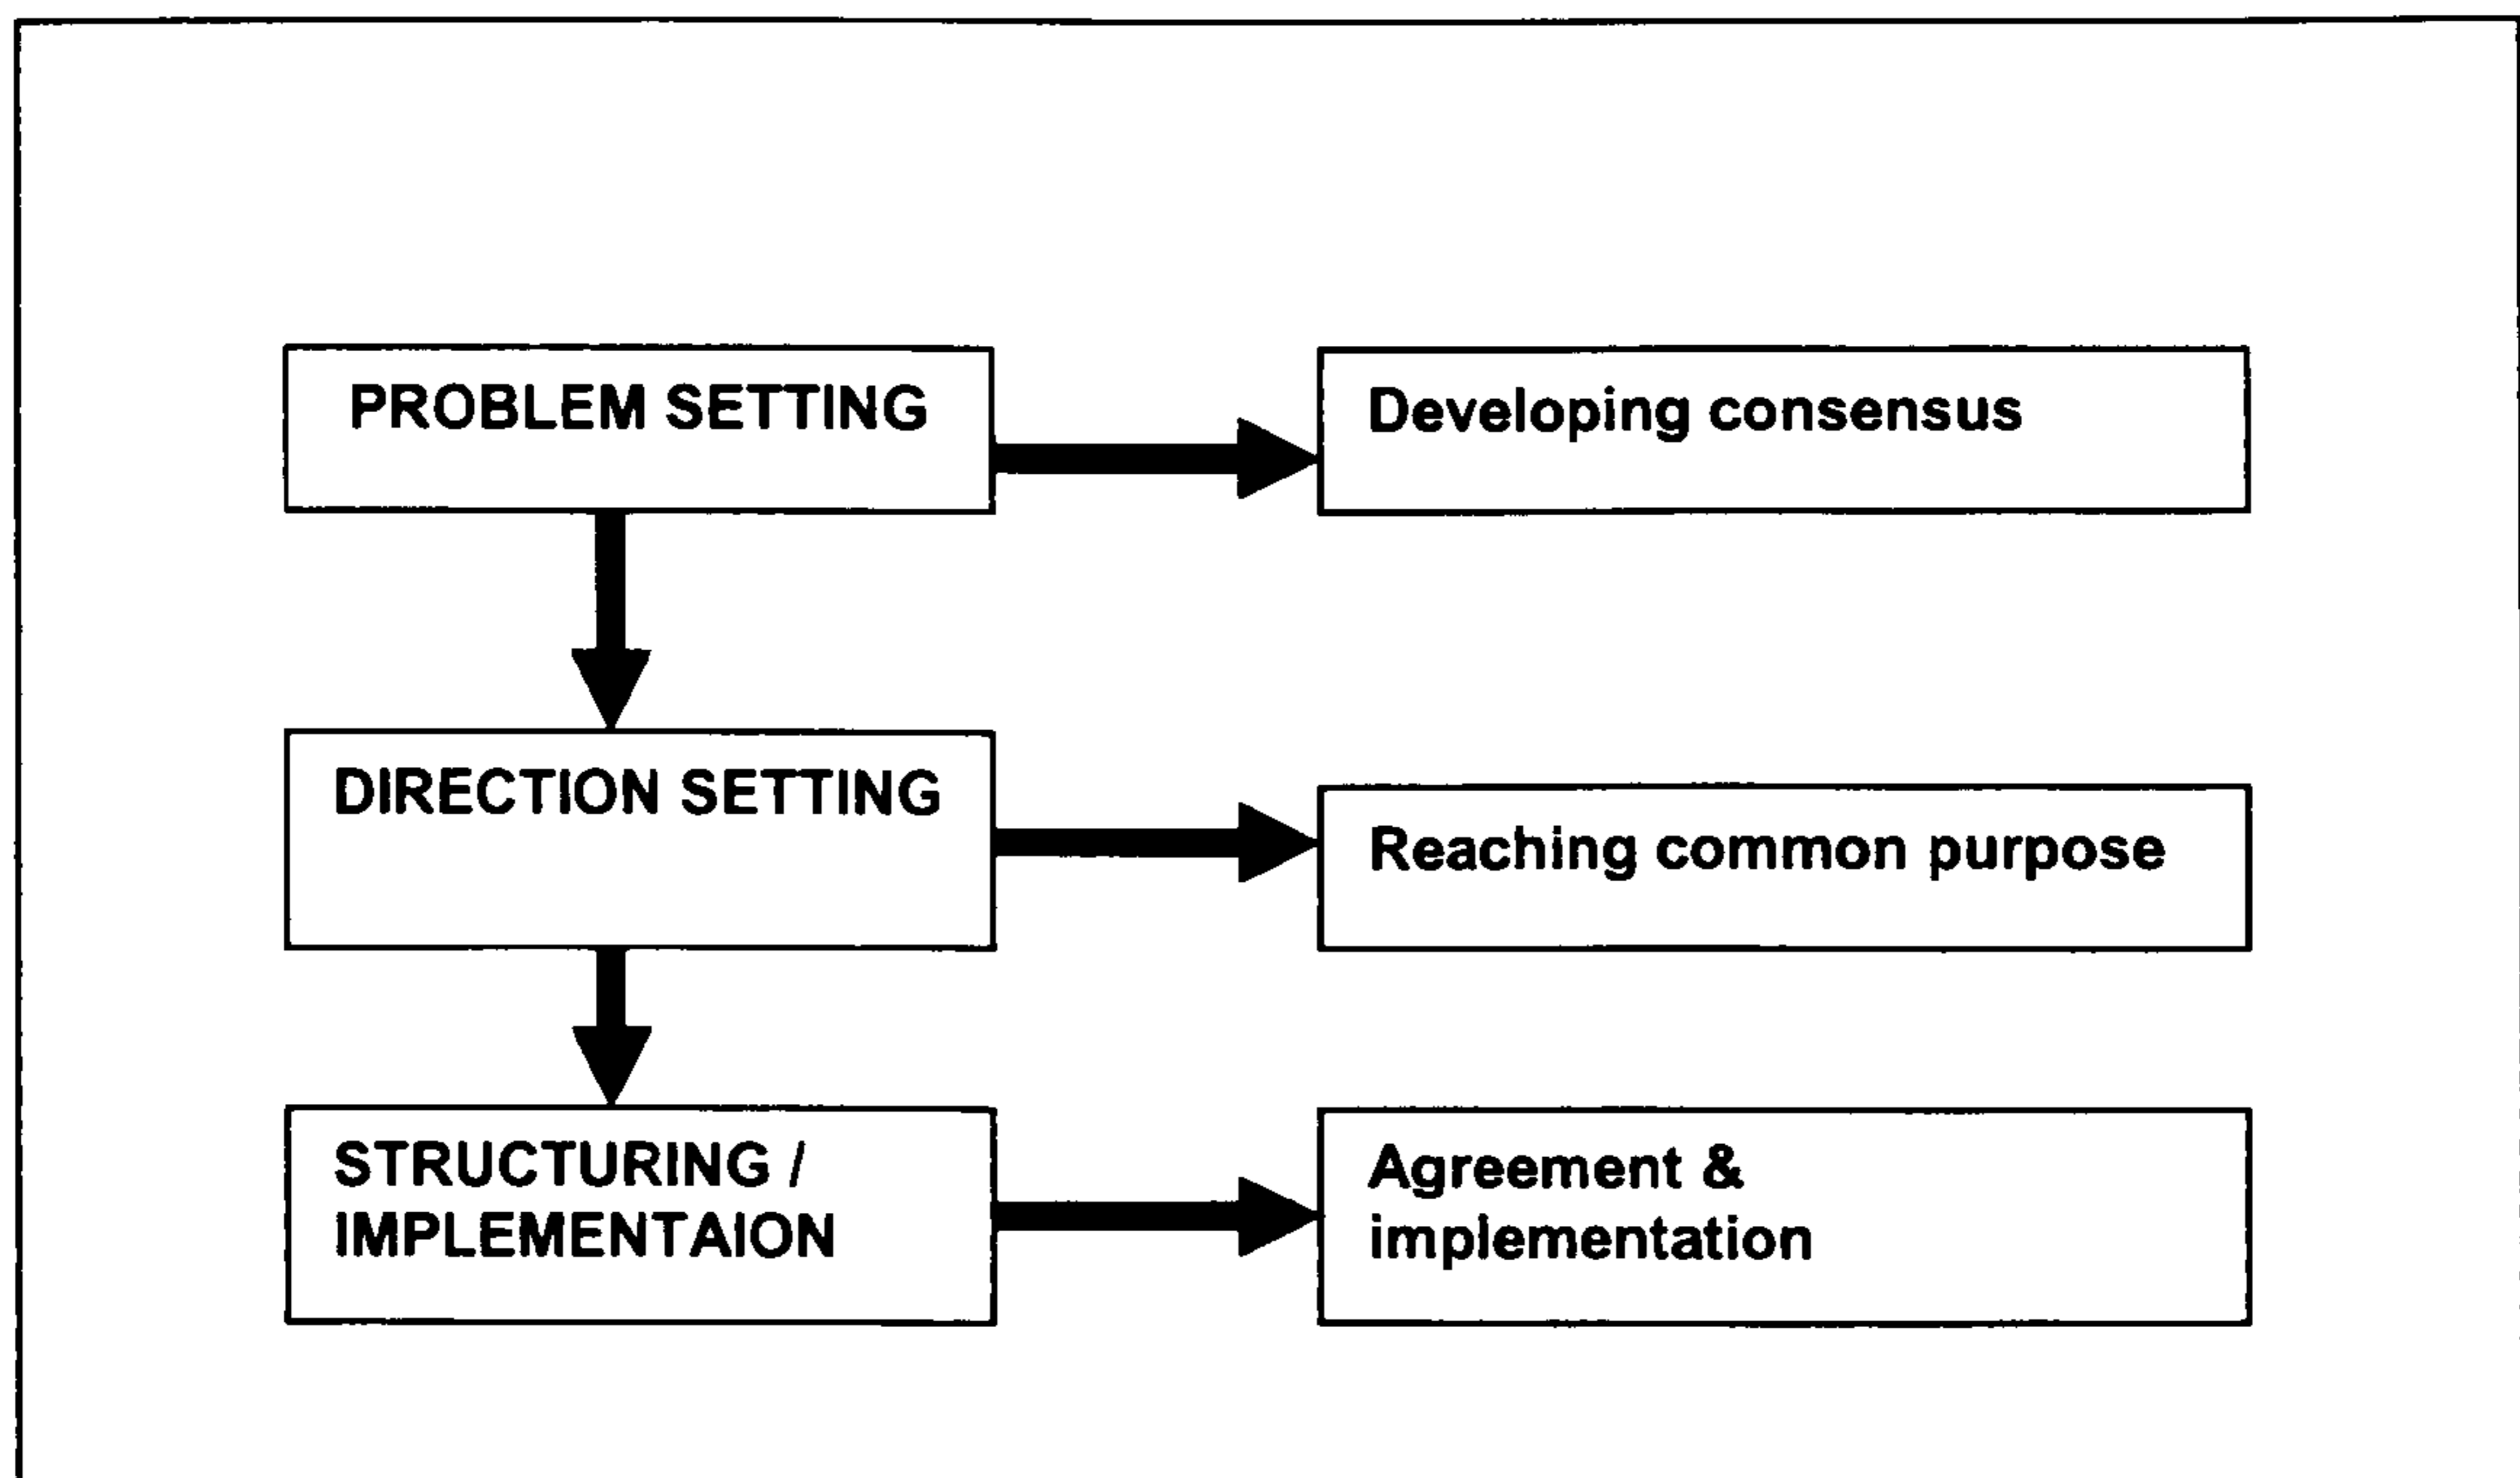 PROBLEM SETTING
Developing consensus
DIRECTION SETTING
Reaching common purpose
STRUCTURING /
IMPLEMENTAION
Agreement &
implementation